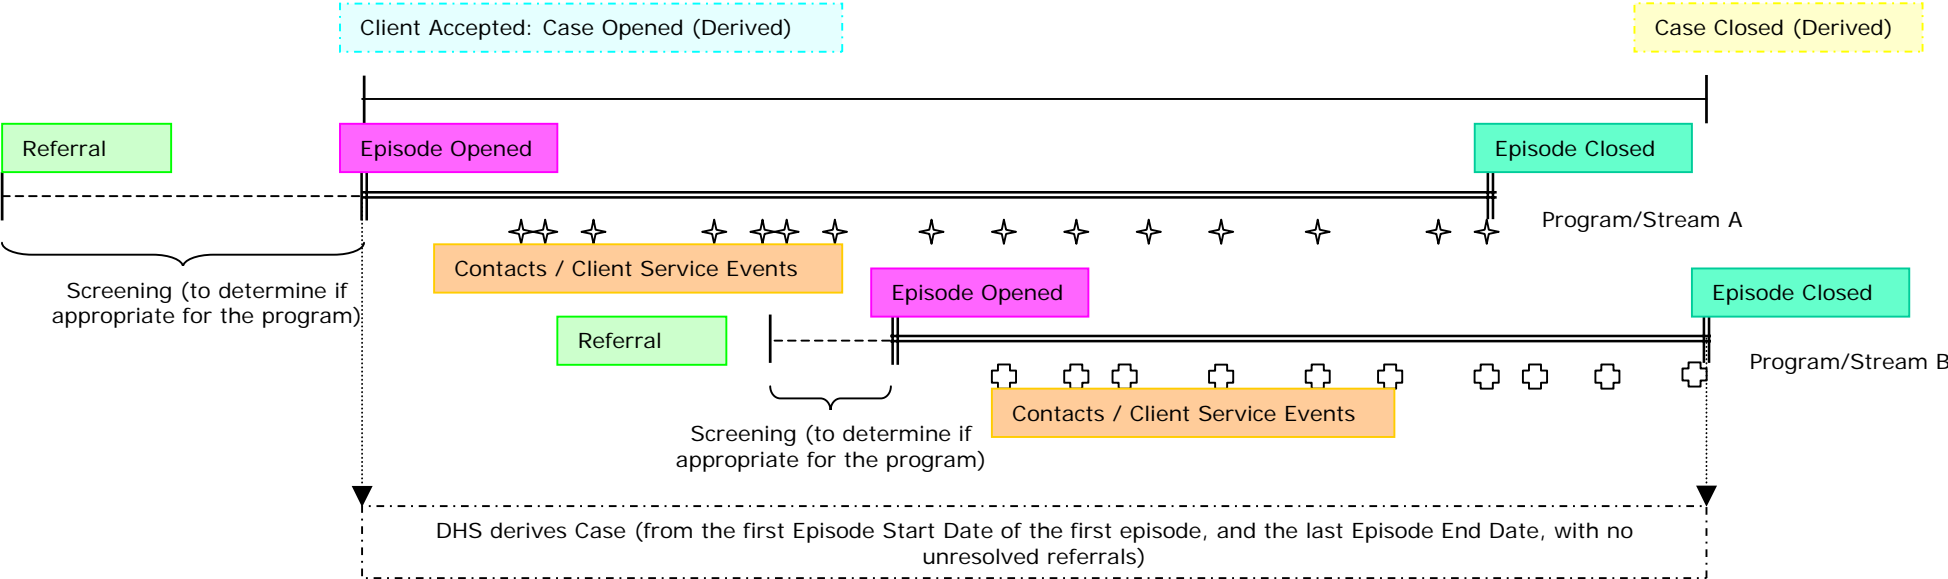 Client Accepted: Case Opened (Derived)
Case Closed (Derived)
Referral
Episode Opened
Episode Closed
Program/Stream A
Contacts / Client Service Events
Screening (to determine if
appropriate for the program)
Episode Opened
Episode Closed
Referral
Program/Stream B
Contacts / Client Service Events
Screening (to determine if
appropriate for the program)
DHS derives Case (from the first Episode Start Date of the first episode, and the last Episode End Date, with no
unresolved referrals)